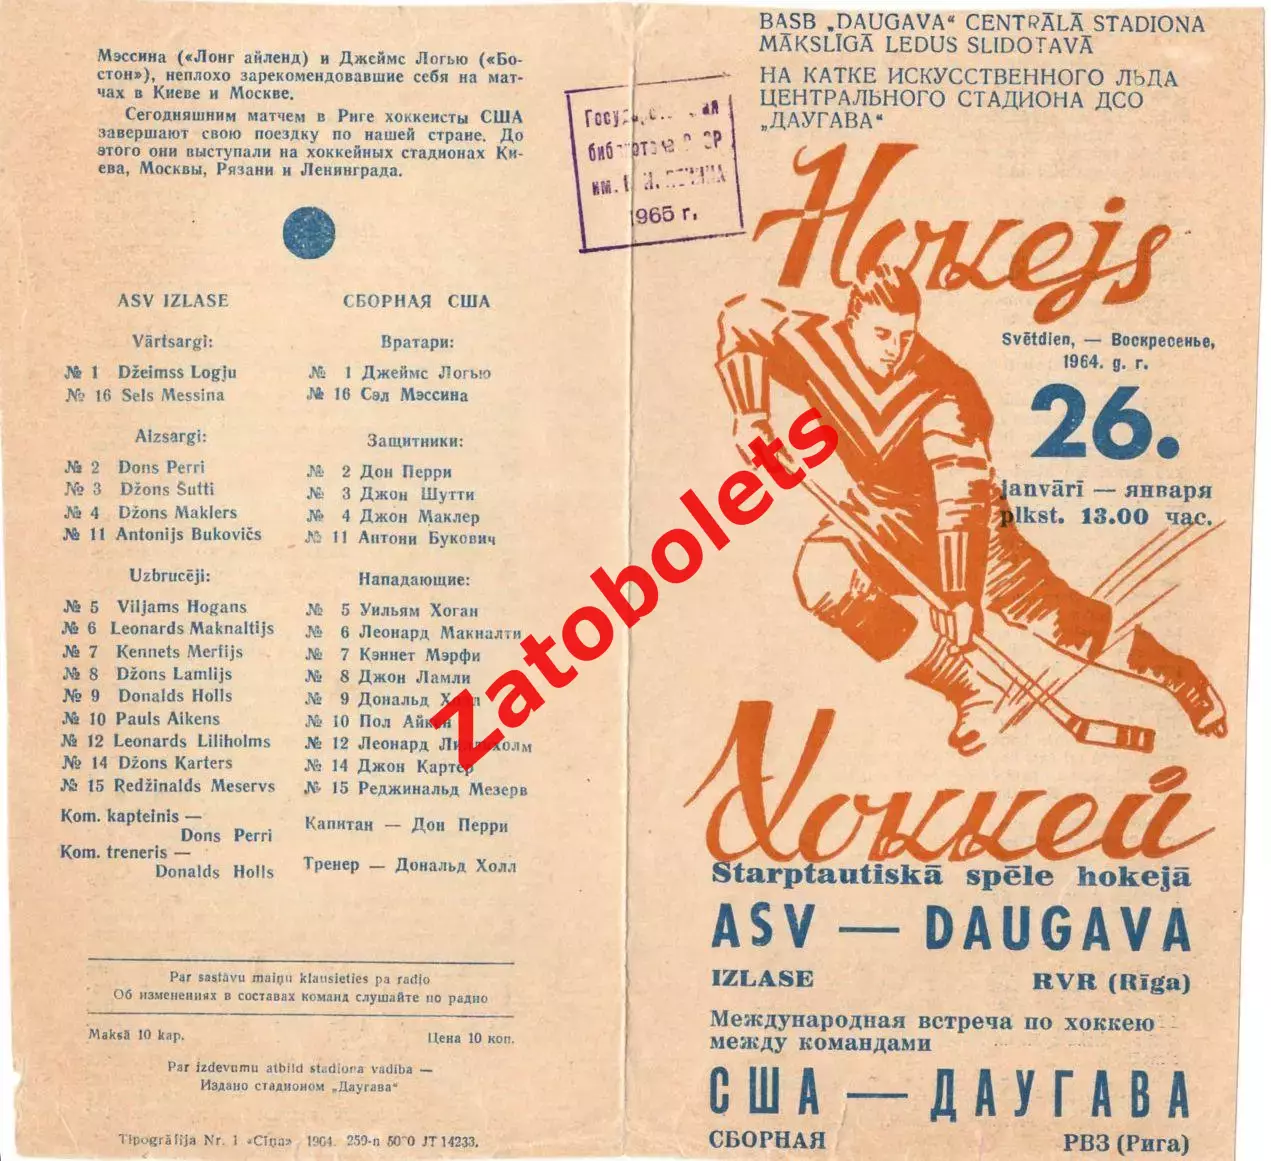 Мэссина («Лонг айленд) и Джеймс Логью («Бо-
стон»), неплохо зарекомендовавшие себя на мат-
чах в Киеве и Москве.
Сегодняшним матчем в Риге хоккеисты США
завершают свою поездку по нашей стране. До
этого они выступали на хоккейных стадионах Ки-
ева, Москвы, Рязани и Ленинграда.
ASV IZLASE
Vārtsargi:
№ 1 Džeimss Logju
№ 16 Sels Messina
Aizsargi:
№ 2 Dons Perri
№ 3 Džons Šutti
№ 4 Džons Maklers
№ 11 Antonijs Bukovičs
Uzbrucēji:
№ 5 Viljams Hogans
№ 6 Leonards Maknaltijs
№ 7 Kennets Merfijs
№ 8 Džons Lamlijs
№ 9 Donalds Holls
№ 10 Pauls Aikens
№ 12 Leonards Liliholms
№ 14 Džons Karters
№ 15 Redžinalds Meservs
Kom. kapteinis —
Dons Perri
Kom. treneris —
Donalds Holls
СБОРНАЯ США
Вратари:
№ 1 Джеймс Логью
№ 16 Сэл Мэссина
Защитники:
№ 2 Дон Перри
№ 3 Джон Шутти
№ 4 Джон Маклер
№ 11 Антони Букович
Нападающие:
№ 5 Уильям Хоган
№ 6 Леонард Макналти
№ 7 Кэннет Мэрфи
№ 8 Джон Ламли
№ 9 Дональд Холл
№ 10 Пол Айкен
№ 12 Леонард Лилльхолм
№ 14 Джон Картер
№ 15 Реджинальд Мезерв
Капитан — Дон Перри
Тренер — Дональд Холл
Par sastāvu maiņu klausieties pa radio
Об изменениях в составах команд слушайте по радио
Maksā 10 kap. Цена 10 коп.
Par izdevumu atbild stadiona vadība —
Издано стадионом „Даугава“
Tipogrāfija Nr. 1 «Cīņa» 1964. 259-п JT 14233.
библиотека
им. В. И. ЛЕНИНА
1965 г.
BASB „DAUGAVA“ CENTRĀLĀ STADIONA
MĀKSLĪGĀ LEDUS SLIDOTAVĀ
НА КАТКЕ ИСКУССТВЕННОГО ЛЬДА
ЦЕНТРАЛЬНОГО СТАДИОНА ДСО
„ДАУГАВА“
Hokejs
Svētdien, — Воскресенье,
1964. g. г.
26.
janvārī — января
plkst. 13.00 час.
Хоккей
Starptautiskā spēle hokejā
ASV — DAUGAVA
IZLASE RVR (Rīga)
Международная встреча по хоккею
между командами
США — ДАУГАВА
СБОРНАЯ РВЗ (Рига)
Zatobolets